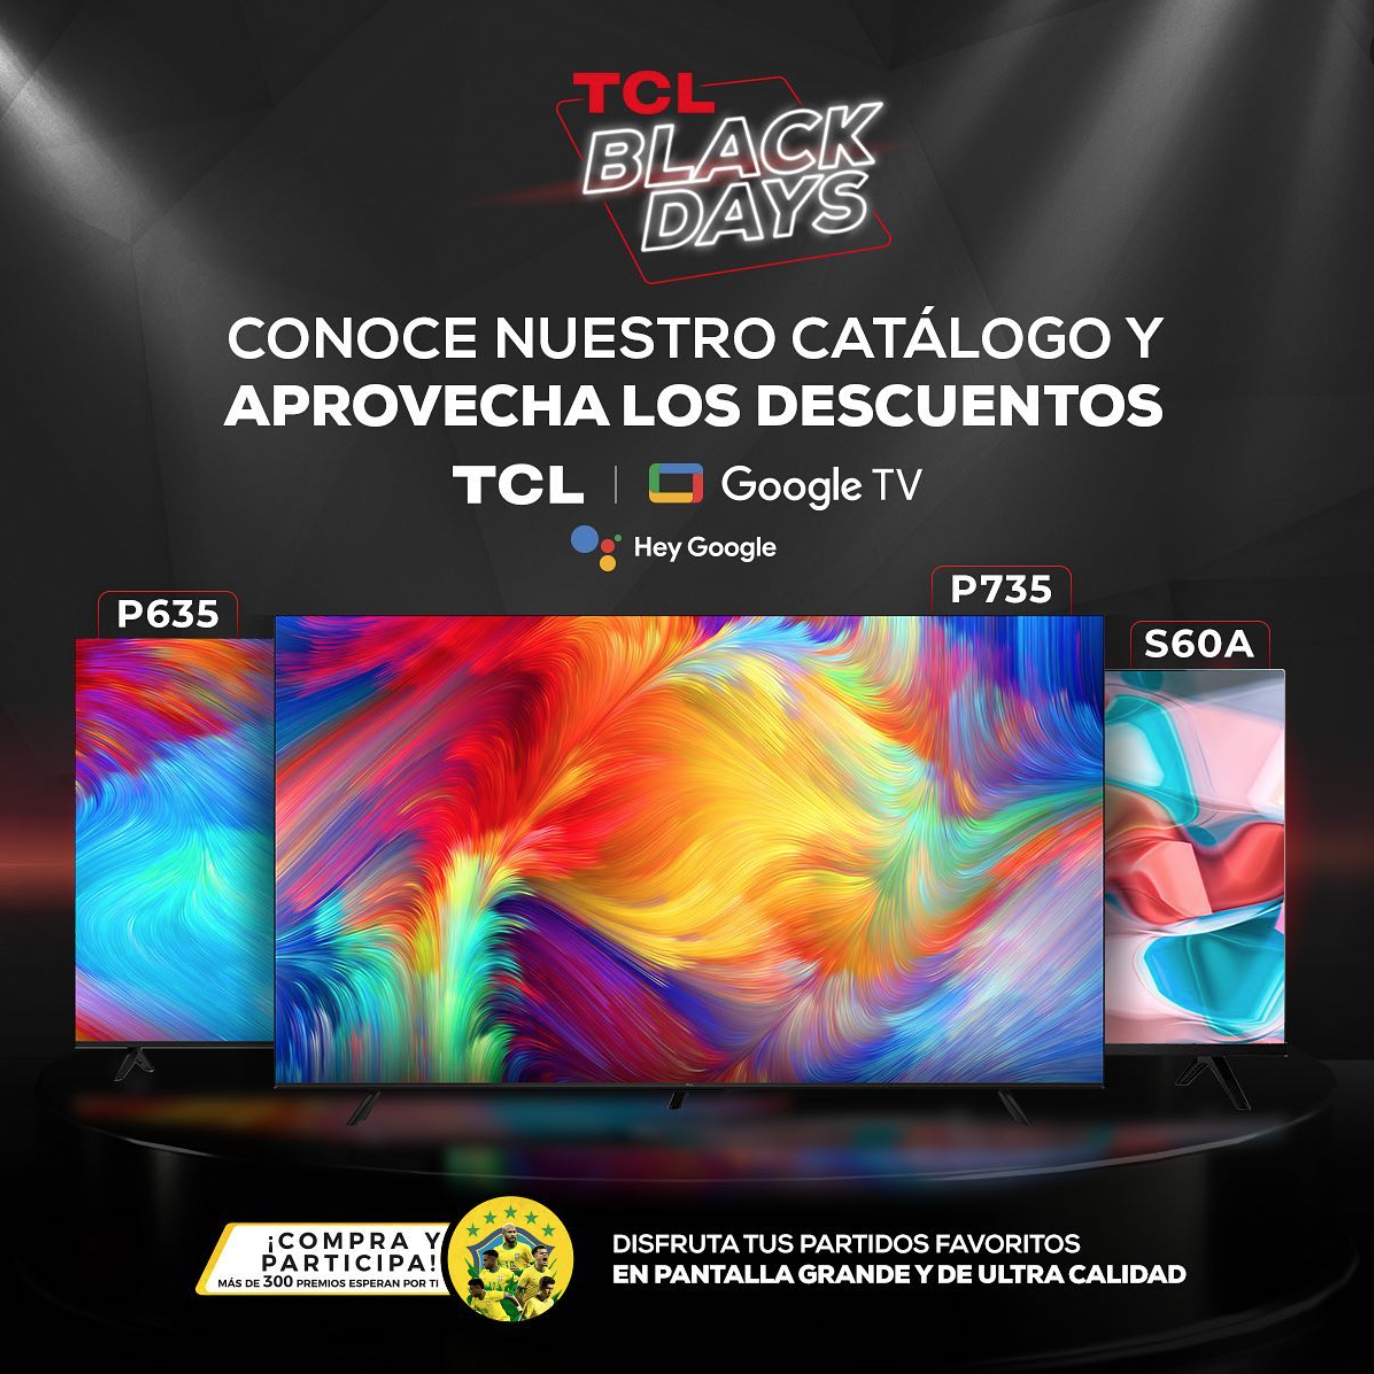 TCL
BLACK
DAYS
CONOCE NUESTRO CATÁLOGO Y
APROVECHA LOS DESCUENTOS
TCL | Google TV
Hey Google
P635
P735
S60A
¡COMPRA Y
PARTICIPA!
MÁS DE 300 PREMIOS ESPERAN POR TI
DISFRUTA TUS PARTIDOS FAVORITOS
EN PANTALLA GRANDE Y DE ULTRA CALIDAD